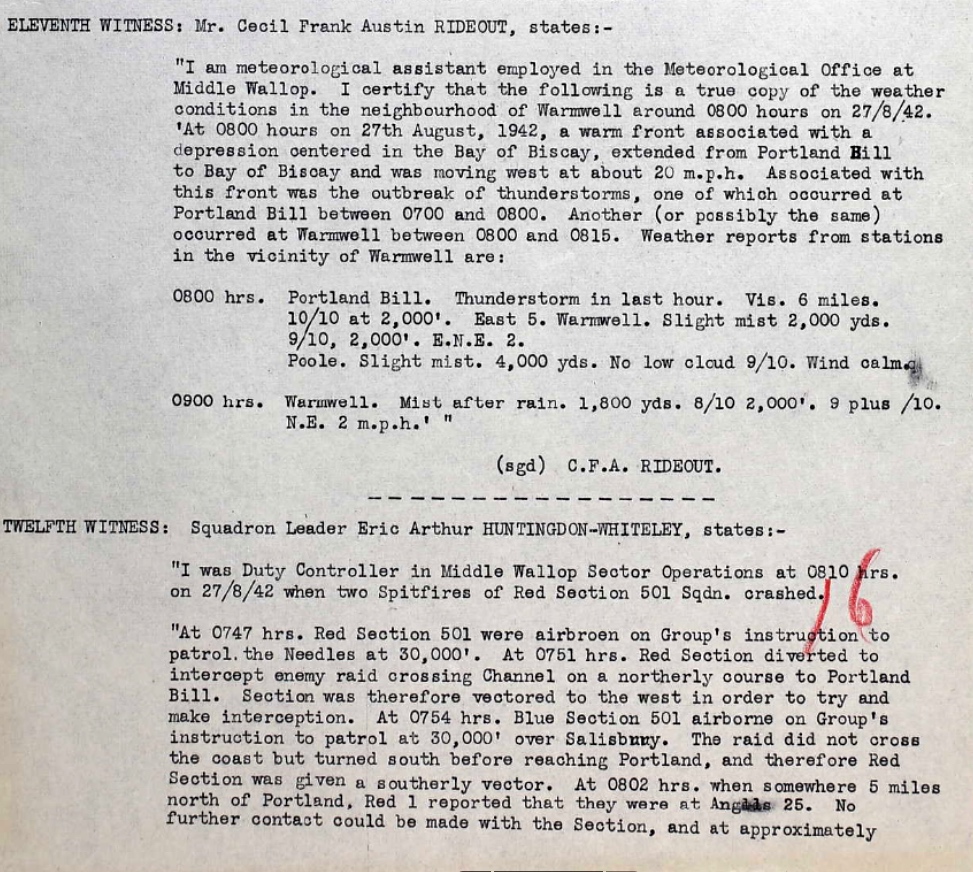 ELEVENTH WITNESS: Mr. Cecil Frank Austin RIDEOUT, states:-
"I am meteorological assistant employed in the Meteorological Office at
Middle Wallop. I certify that the following is a true copy of the weather
conditions in the neighbourhood of Warmwell around 0800 hours on 27/8/42.
'At 0800 hours on 27th August, 1942, a warm front associated with a
depression centered in the Bay of Biscay, extended from Portland Bill
to Bay of Biscay and was moving west at about 20 m.p.h. Associated with
this front was the outbreak of thunderstorms, one of which occurred at
Portland Bill between 0700 and 0800. Another (or possibly the same)
occurred at Warmwell between 0800 and 0815. Weather reports from stations
in the vicinity of Warmwell are:
0800 hrs. Portland Bill. Thunderstorm in last hour. Vis. 6 miles.
10/10 at 2,000'. East 5. Warmwell. Slight mist 2,000 yds.
9/10, 2,000'. E.N.E. 2.
Poole. Slight mist. 4,000 yds. No low cloud 9/10. Wind calm.
0900 hrs. Warmwell. Mist after rain. 1,800 yds. 8/10 2,000'. 9 plus /10.
N.E. 2 m.p.h.' "
(sgd) C.F.A. RIDEOUT.
TWELFTH WITNESS: Squadron Leader Eric Arthur HUNTINGDON-WHITELEY, states:-
"I was Duty Controller in Middle Wallop Sector Operations at 0810 hrs.
on 27/8/42 when two Spitfires of Red Section 501 Sqdn. crashed.
16
"At 0747 hrs. Red Section 501 were airbroen on Group's instruction to
patrol. the Needles at 30,000'. At 0751 hrs. Red Section diverted to
intercept enemy raid crossing Channel on a northerly course to Portland
Bill. Section was therefore vectored to the west in order to try and
make interception. At 0754 hrs. Blue Section 501 airborne on Group's
instruction to patrol at 30,000' over Salisbury. The raid did not cross
the coast but turned south before reaching Portland, and therefore Red
Section was given a southerly vector. At 0802 hrs. when somewhere 5 miles
north of Portland, Red 1 reported that they were at Angels 25. No
further contact could be made with the Section, and at approximately